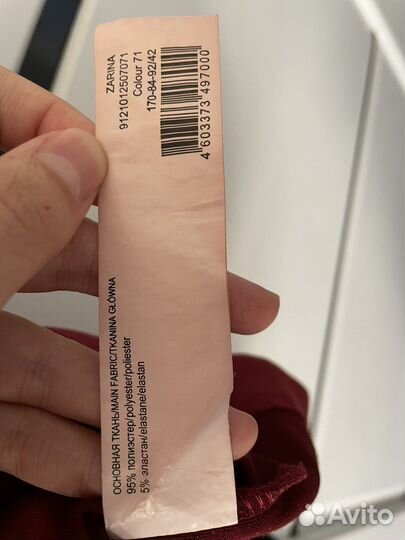 ZARINA
9121012507071
Colour 71
170-84-92/42
4 603373 497000
ОСНОВНАЯ ТКАНЬ/MAIN FABRIC/TKANINA GŁÓWNA
95% полиэстер/polyester/poliester
5% эластан/elastane/elastan
Avito